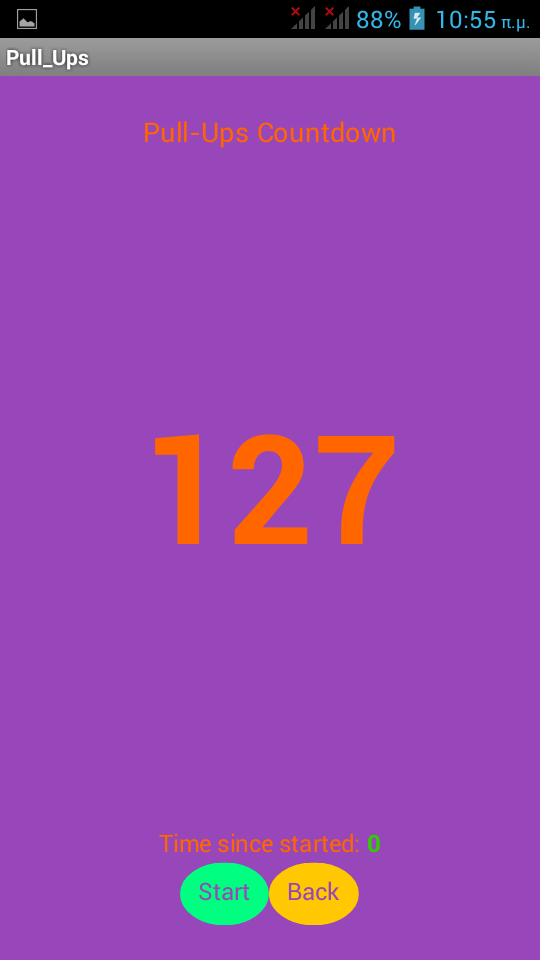 88% 10:55 π.μ.
Pull_Ups
Pull-Ups Countdown
127
Time since started: 0
Start Back